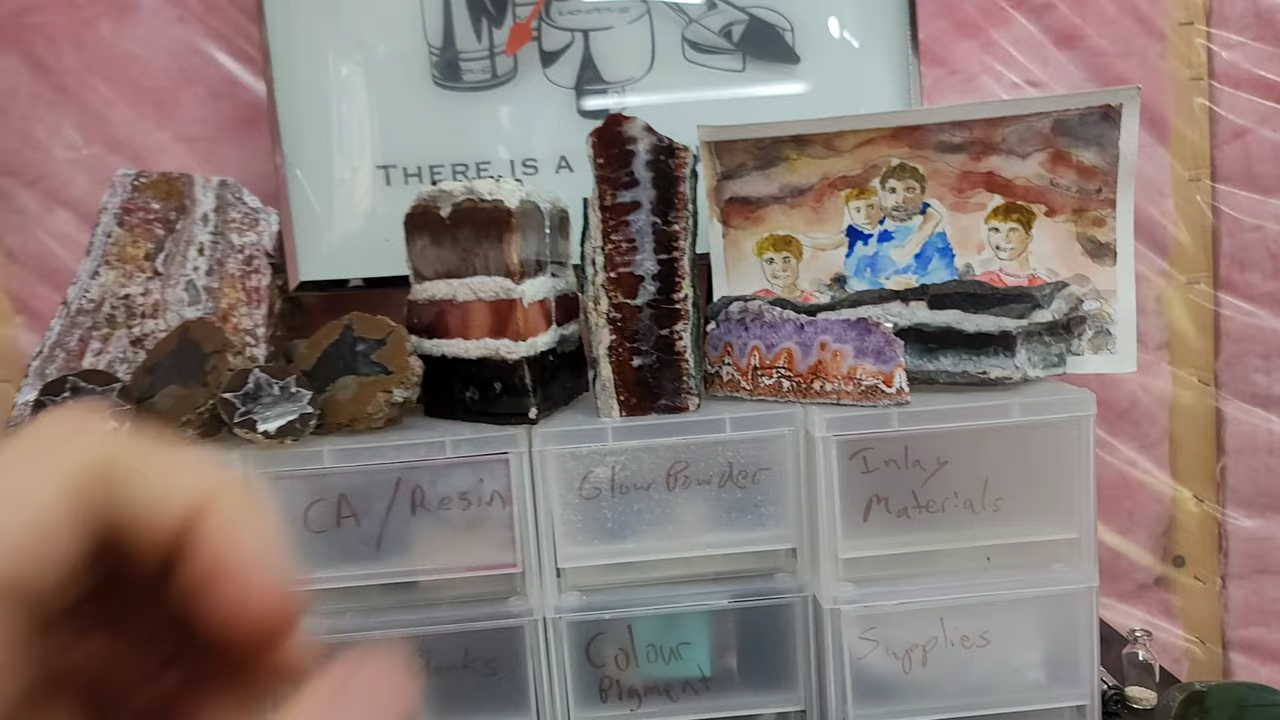 THERE IS A
CA/Resin
Glow Powder
Inlay
Materials
Colour
Pigment
Supplies